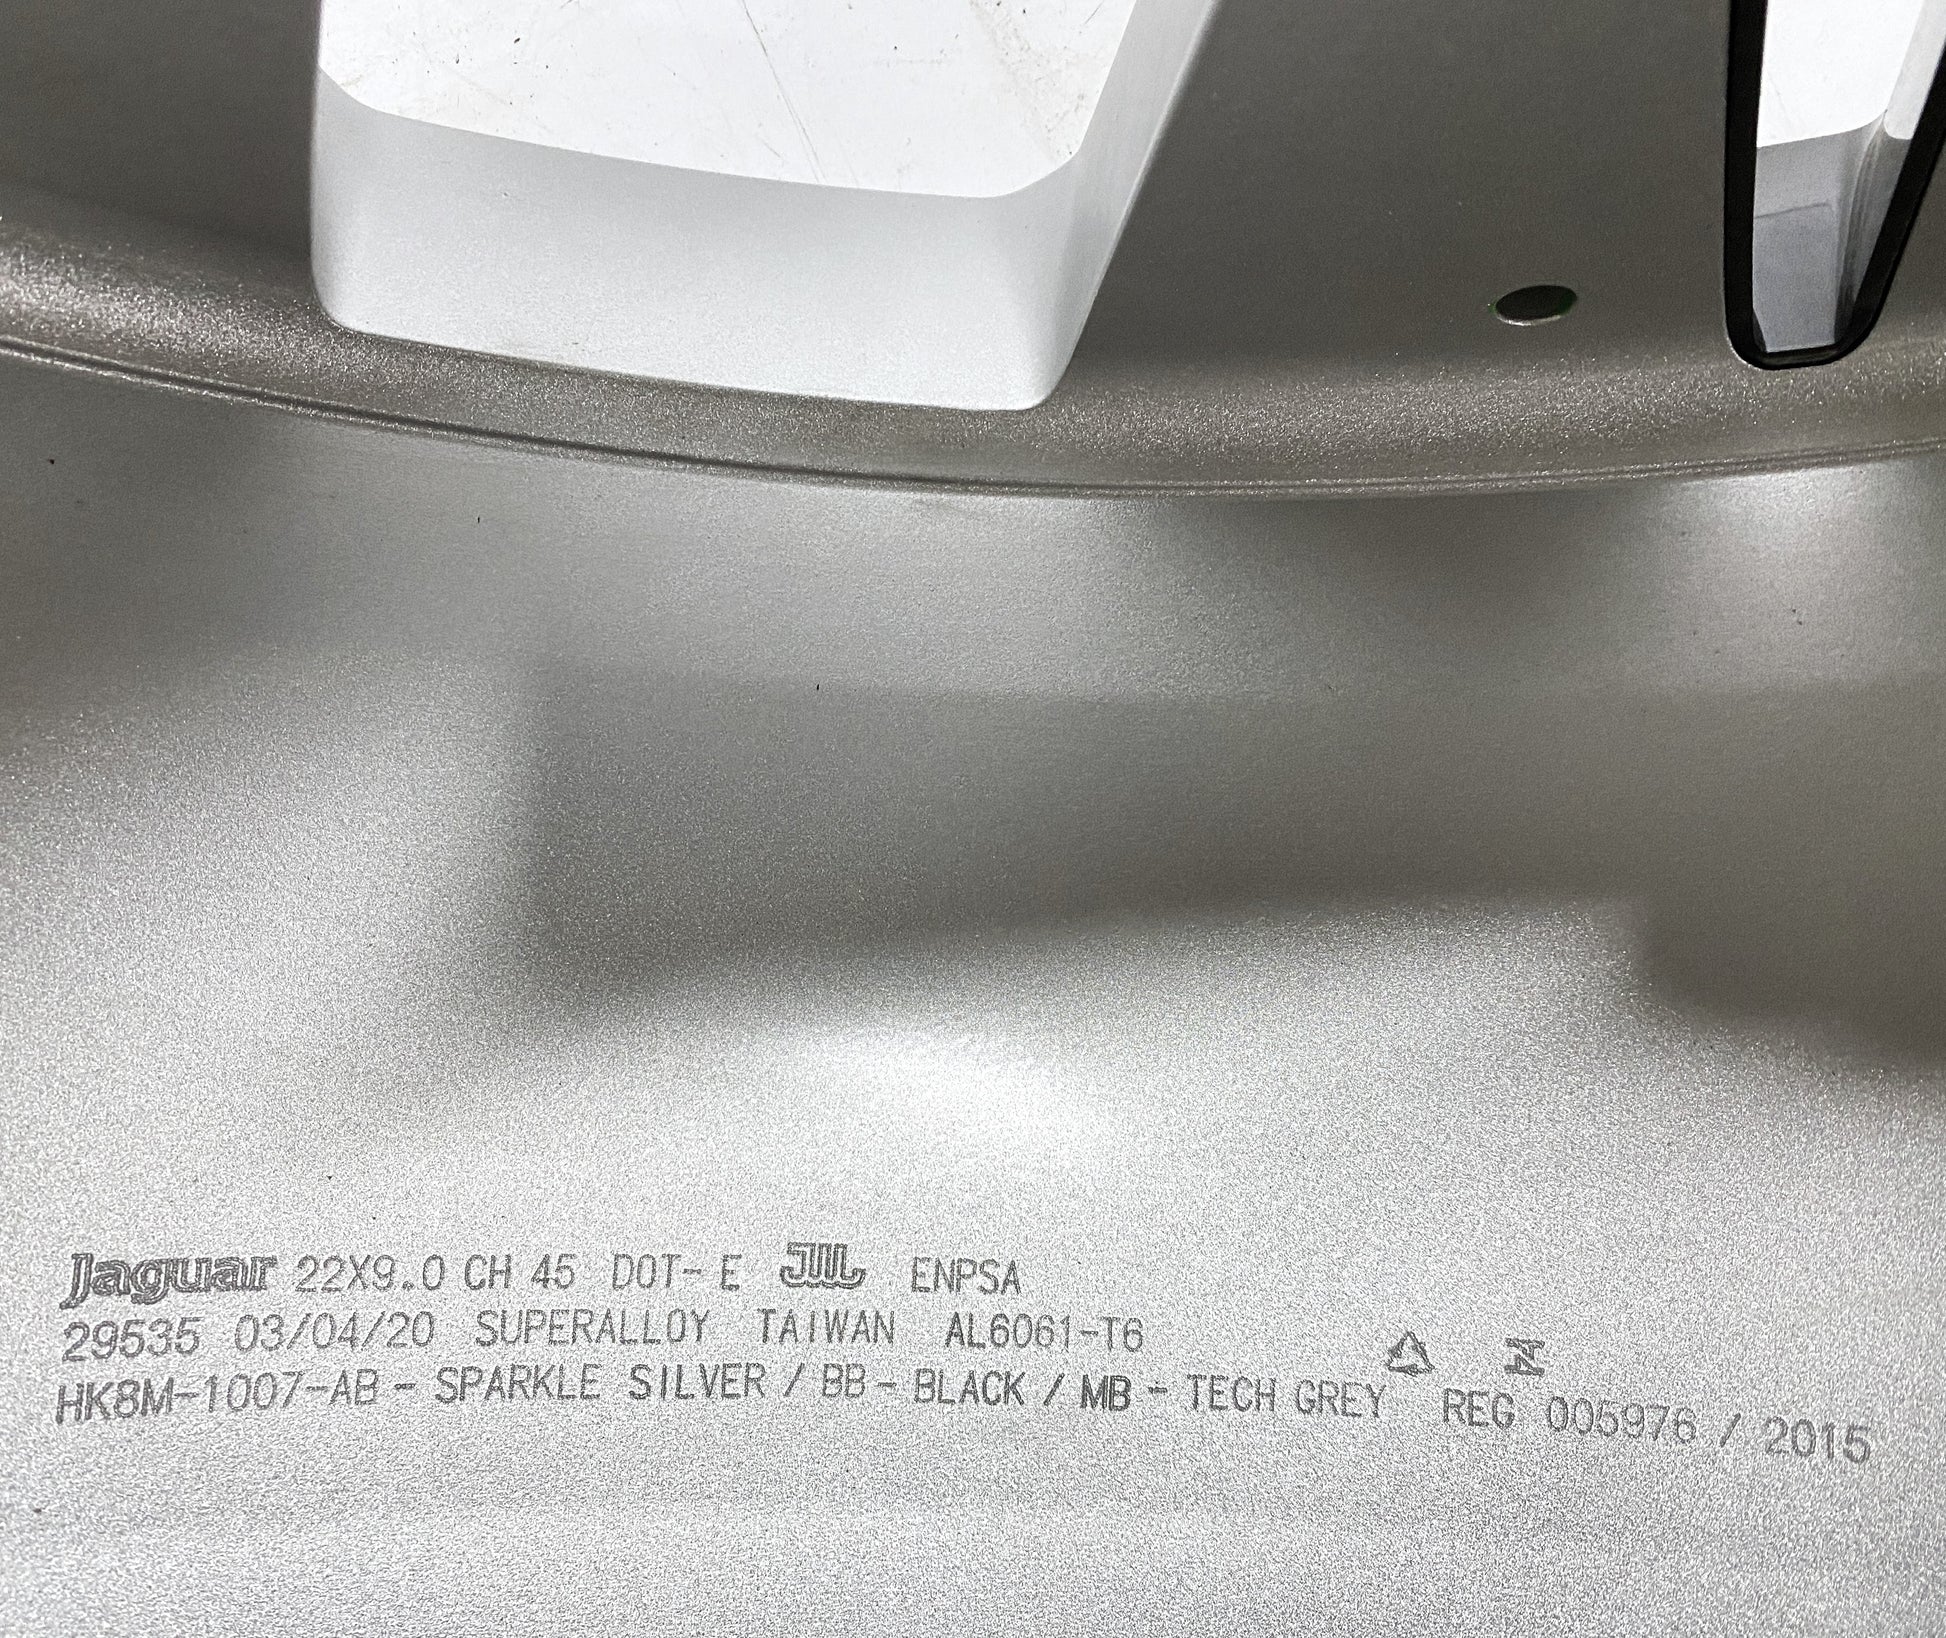 Jaguar 22X9.0 CH 45 DOT-E JWL ENPSA
29535 03/04/20 SUPERALLOY TAIWAN AL6061-T6
HK8M-1007-AB - SPARKLE SILVER / BB - BLACK / MB - TECH GREY REG 005976 / 2015